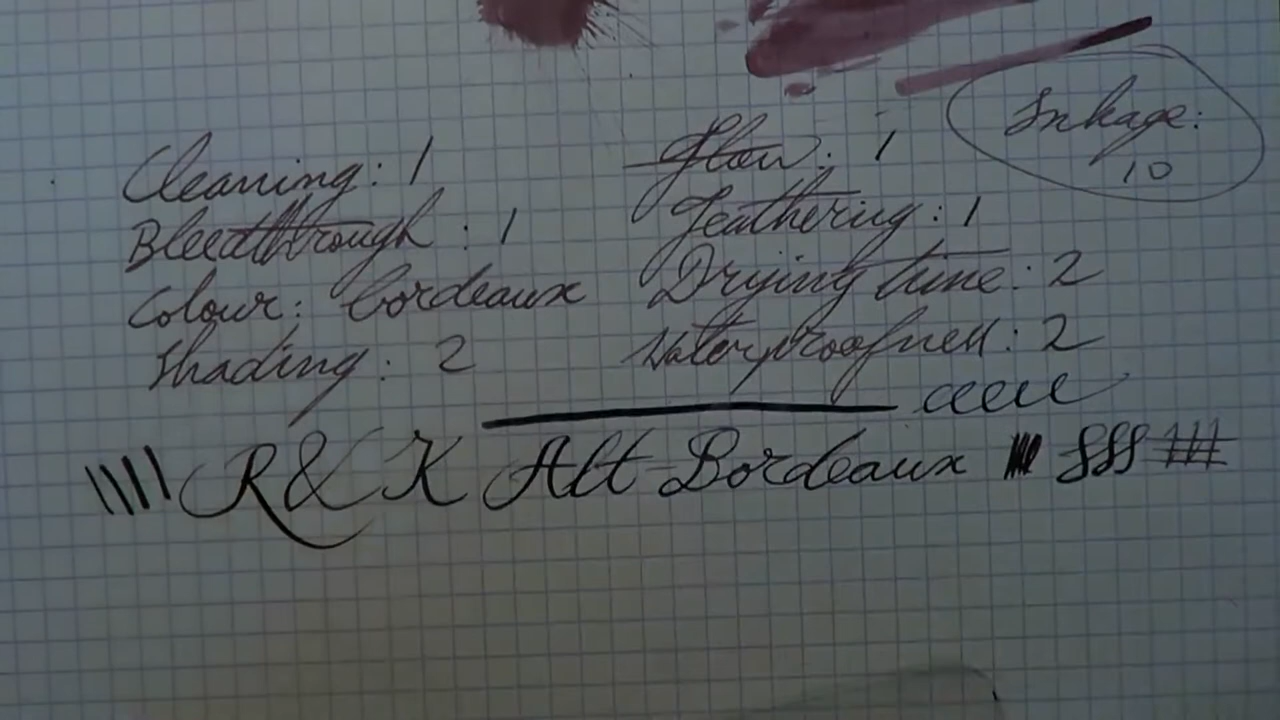 Inkage:
10
Cleaning: 1
Bleedthrough: 1
Colour: bordeaux
Shading: 2
Flow: 1
Feathering: 1
Drying time: 2
Waterproofness: 2
R&K Alt-Bordeaux